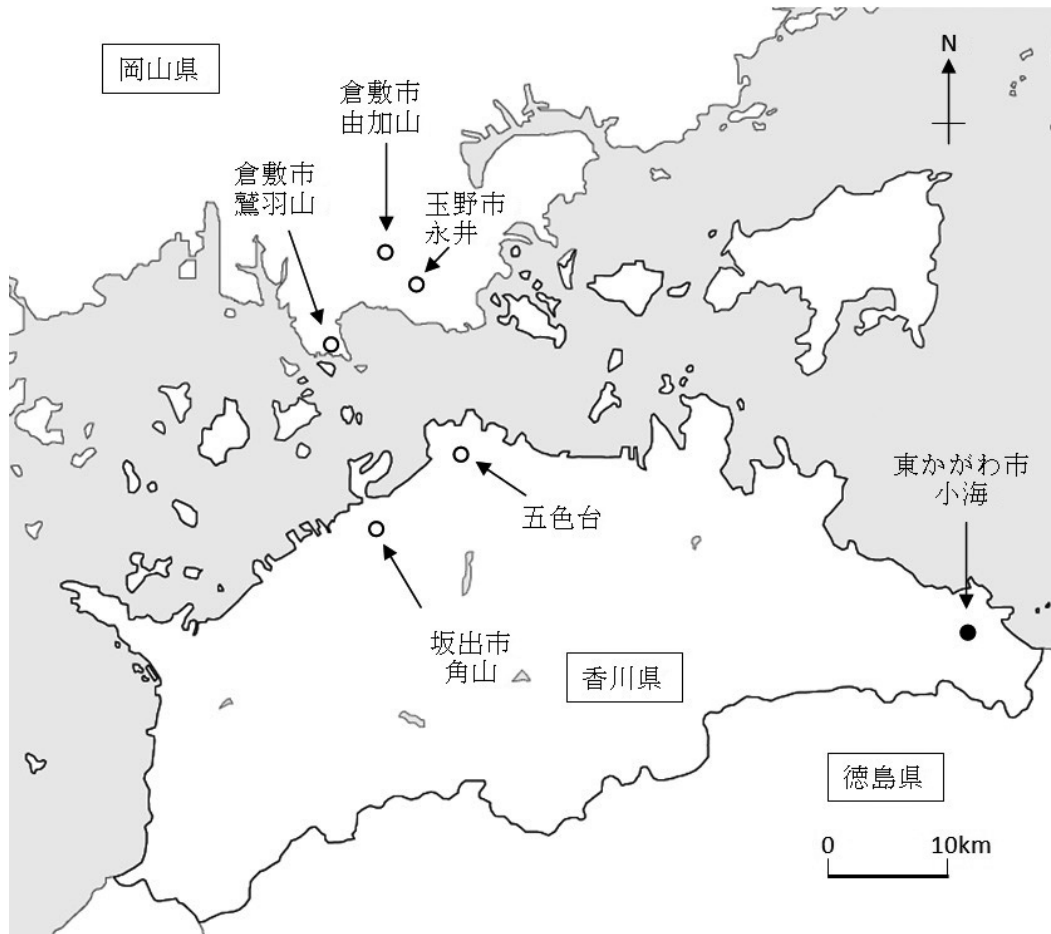 岡山県
倉敷市
由加山
N
倉敷市
鷲羽山
玉野市
永井
東かがわ市
小海
五色台
坂出市
角山
香川県
徳島県
0 10km